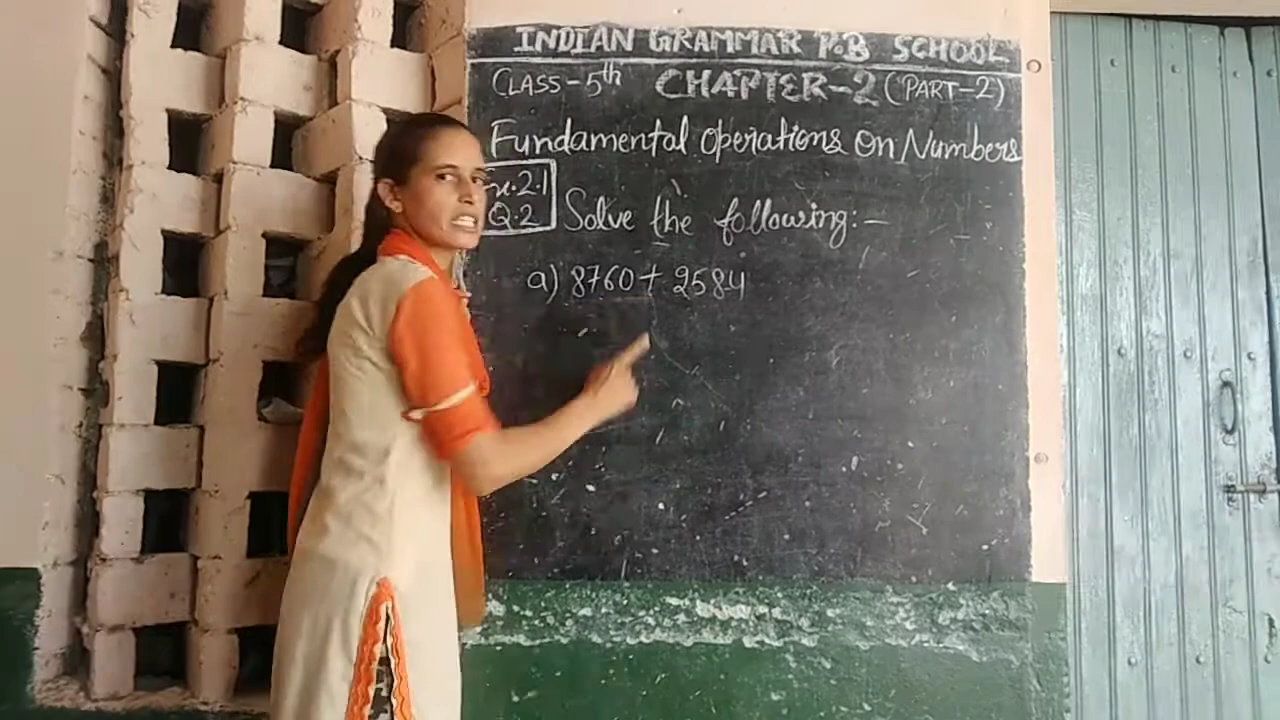 INDIAN GRAMMAR P.B SCHOOL
CLASS-5th CHAPTER-2 (PART-2)
Fundamental Operations On Numbers
Ex.2.1
Q.2
Solve the following:-
a) 8760 + 2584